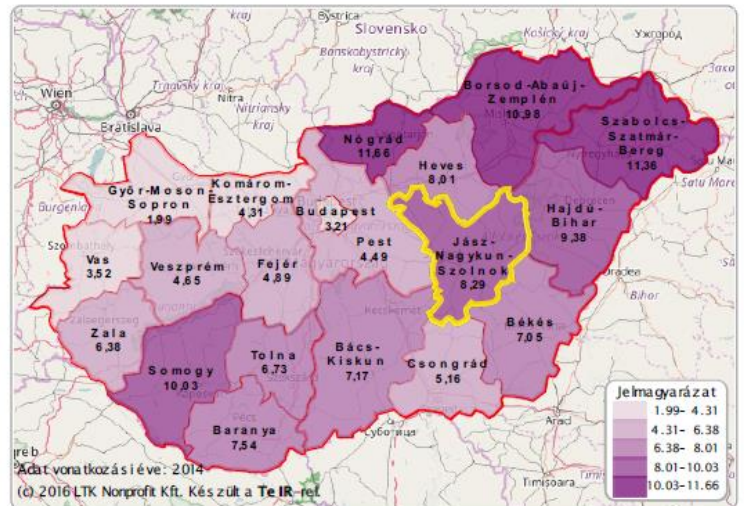 Bystrica
kraj
Slovensko
Košický kraj
Ужгород
Banskobystrický
kraj
Wien
Trnavský
kraj
Nitra
Nitriansky
kraj
Bratislava
Borsod-Abaúj-
Zemplén
10,98
Szabolcs-
Szatmár-
Bereg
11,36
Nógrád
11,66
Heves
8,01
Satu Mare
Győr-Moson-
Sopron
1,99
Komárom-
Esztergom
4,31
Budapest
3,21
Pest
4,49
Jász-
Nagykun-
Szolnok
8,29
Hajdú-
Bihar
9,38
Vas
3,52
Veszprém
4,65
Fejér
4,89
Oradea
Bihor
Zala
6,38
Somogy
10,03
Tolna
6,73
Bács-
Kiskun
7,17
Csongrád
5,16
Békés
7,05
Baranya
7,54
Суботица
Arad
Timișoara
Jelmagyarázat
1.99- 4.31
4.31- 6.38
6.38- 8.01
8.01-10.03
10.03-11.66
Adat vonatkozási éve: 2014
(c) 2016 LTK Nonprofit Kft. Készült a TeIR-rel